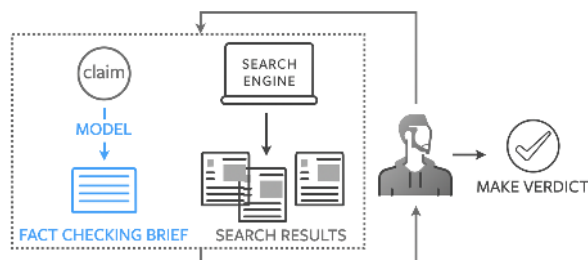 claim
MODEL
FACT CHECKING BRIEF
SEARCH
ENGINE
SEARCH RESULTS
MAKE VERDICT